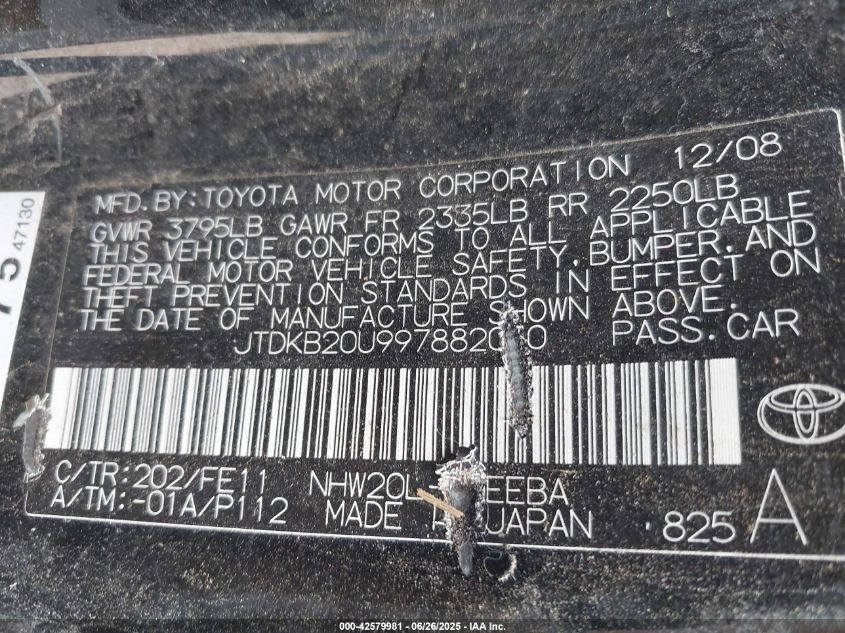 MFD.BY:TOYOTA MOTOR CORPORATION 12/08
GVWR 3795LB GAWR FR 2335LB RR 2250LB
THIS VEHICLE CONFORMS TO ALL APPLICABLE
FEDERAL MOTOR VEHICLE SAFETY,BUMPER,AND
THEFT PREVENTION STANDARDS IN EFFECT ON
THE DATE OF MANUFACTURE SHOWN ABOVE.
PASS.CAR
C/TR:202/FE11
A/TM:-01A/P112 MADE JAPAN 825 A
47130
000-42579981 | 06/26/2025 | IAA Inc.